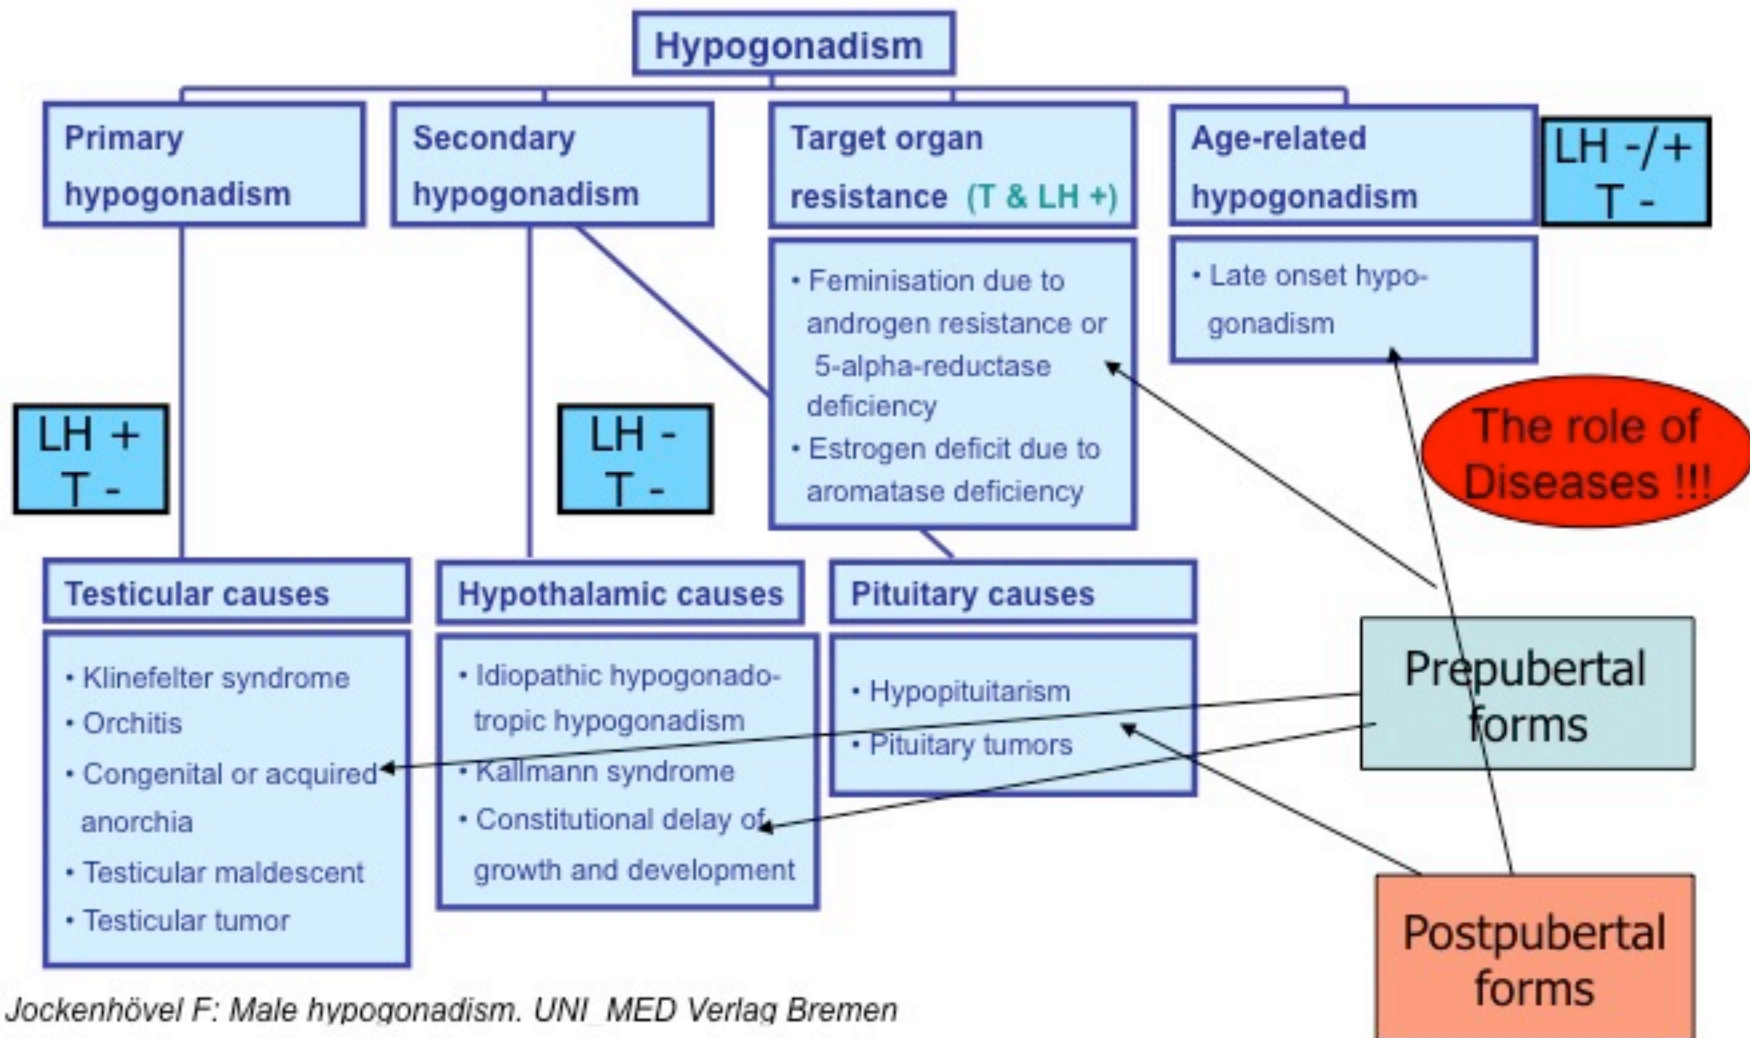 Hypogonadism
Primary
hypogonadism
Secondary
hypogonadism
Target organ
resistance (T & LH +)
Age-related
hypogonadism
LH -/+
T -
• Feminisation due to
androgen resistance or
5-alpha-reductase
deficiency
• Estrogen deficit due to
aromatase deficiency
• Late onset hypo-
gonadism
LH +
T -
LH -
T -
The role of
Diseases !!!
Testicular causes
• Klinefelter syndrome
• Orchitis
• Congenital or acquired
anorchia
• Testicular maldescent
• Testicular tumor
Hypothalamic causes
• Idiopathic hypogonado-
tropic hypogonadism
• Kallmann syndrome
• Constitutional delay of
growth and development
Pituitary causes
• Hypopituitarism
• Pituitary tumors
Prepubertal
forms
Postpubertal
forms
Jockenhövel F: Male hypogonadism. UNI_MED Verlag Bremen